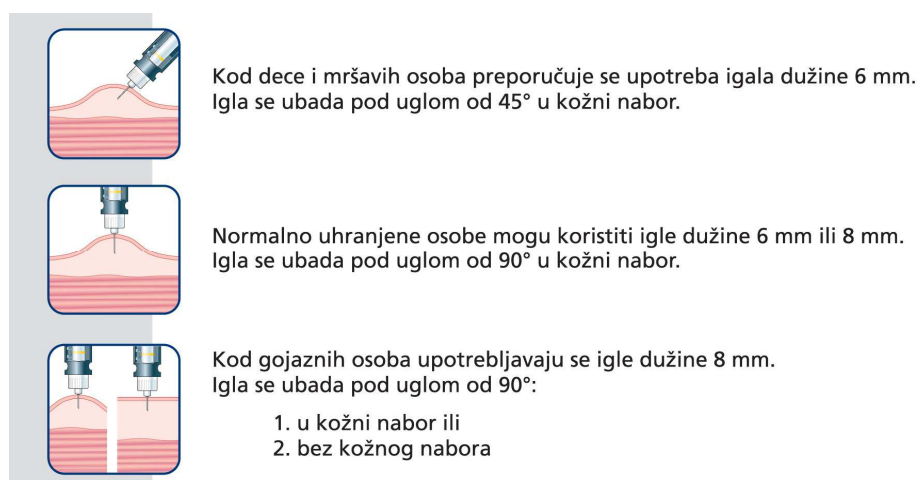 Kod dece i mršavih osoba preporučuje se upotreba igala dužine 6 mm.
Igla se ubada pod uglom od 45° u kožni nabor.
Normalno uhranjene osobe mogu koristiti igle dužine 6 mm ili 8 mm.
Igla se ubada pod uglom od 90° u kožni nabor.
Kod gojaznih osoba upotrebljavaju se igle dužine 8 mm.
Igla se ubada pod uglom od 90°:
1. u kožni nabor ili
2. bez kožnog nabora